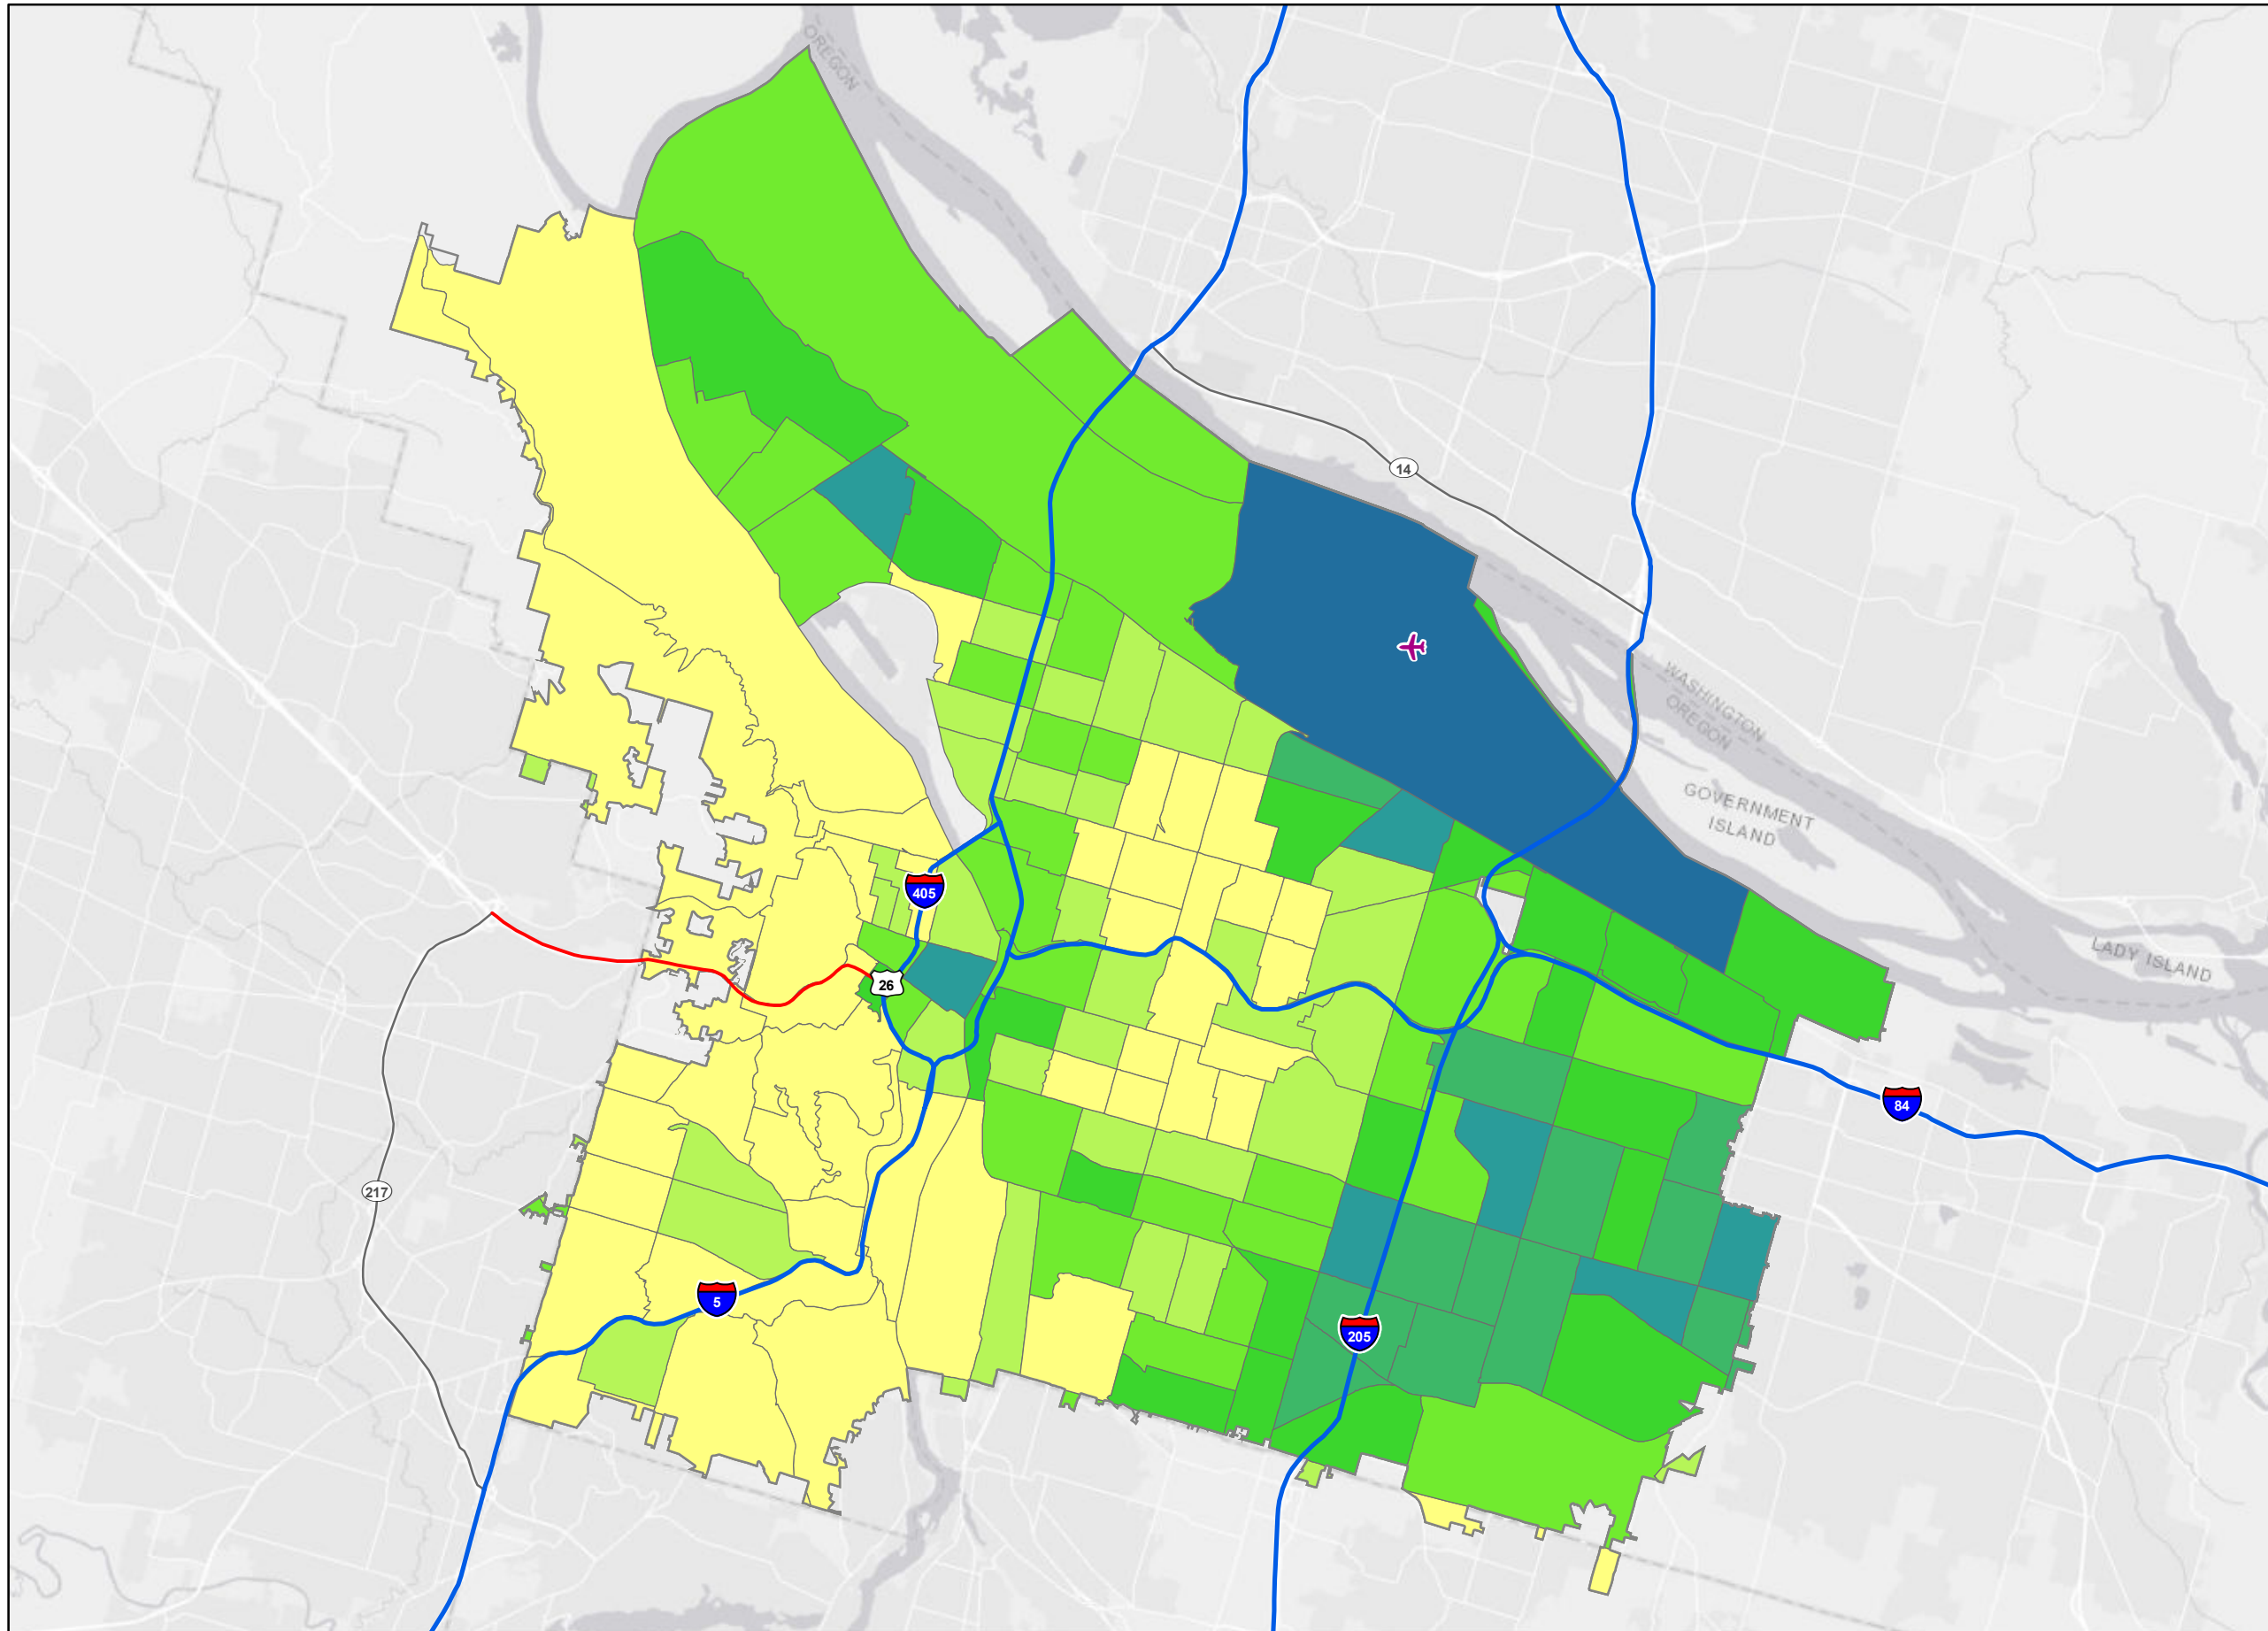 OREGON
14
WASHINGTON
OREGON
GOVERNMENT
ISLAND
405
LADY ISLAND
26
84
217
5
205